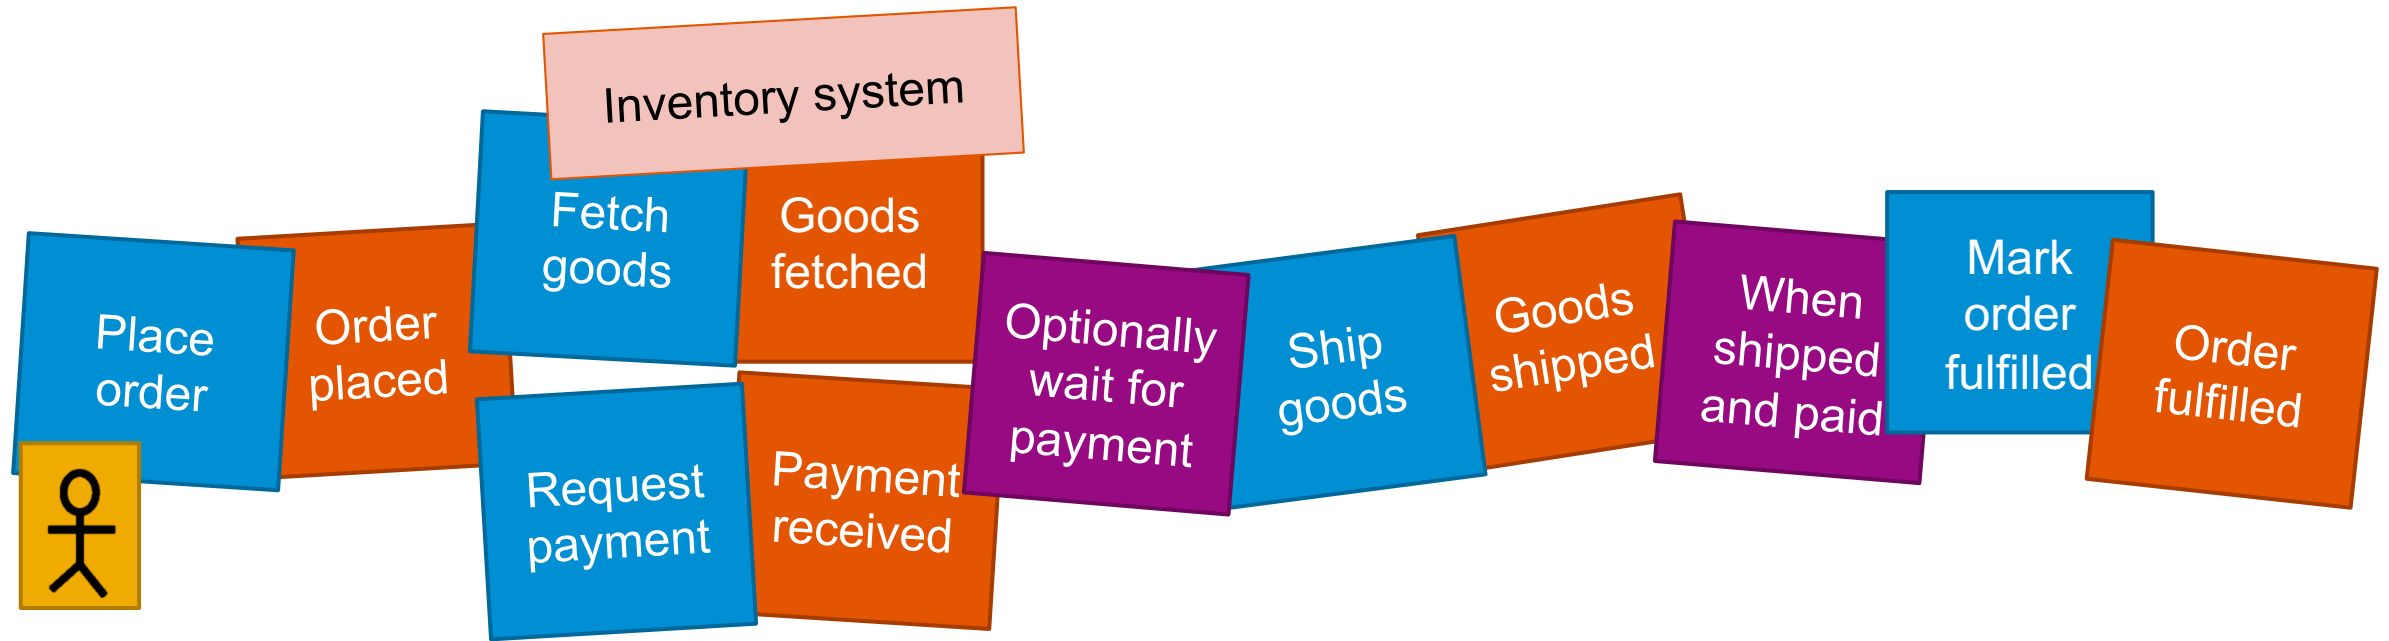 Inventory system
Place
order
Order
placed
Fetch
goods
Goods
fetched
Request
payment
Payment
received
Optionally
wait for
payment
Ship
goods
Goods
shipped
When
shipped
and paid
Mark
order
fulfilled
Order
fulfilled